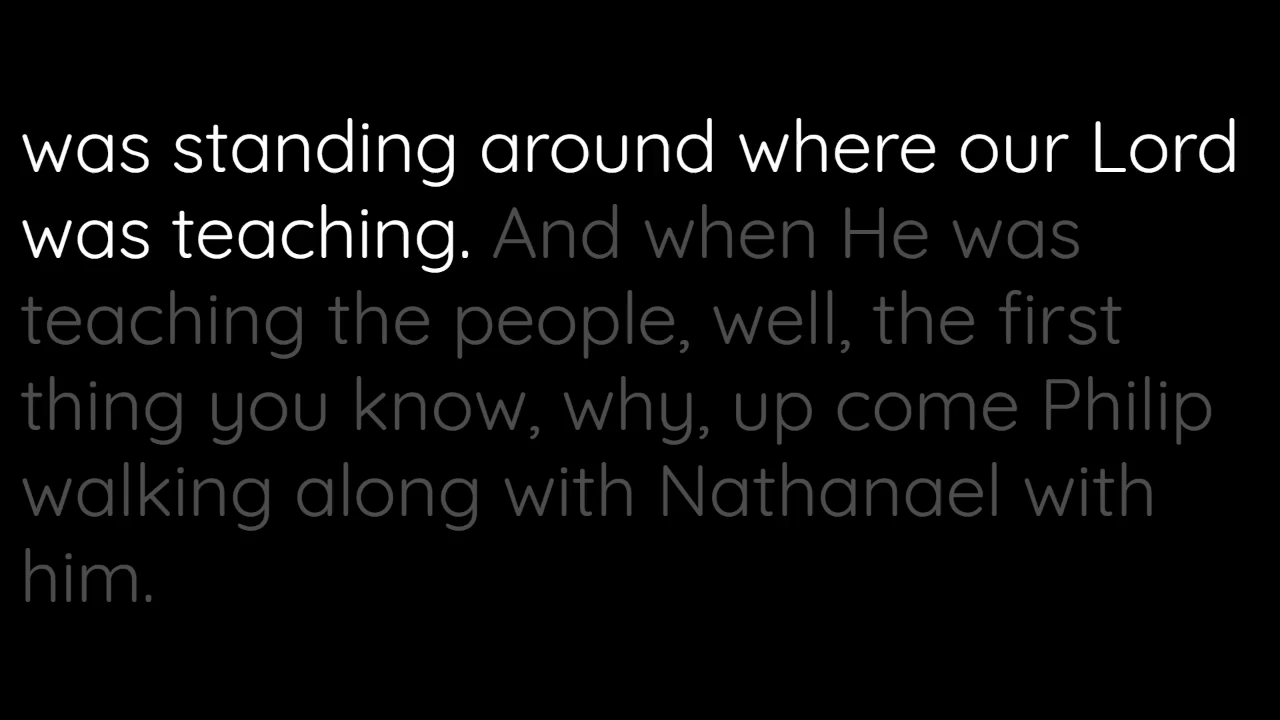 was standing around where our Lord
was teaching. And when He was
teaching the people, well, the first
thing you know, why, up come Philip
walking along with Nathanael with
him.